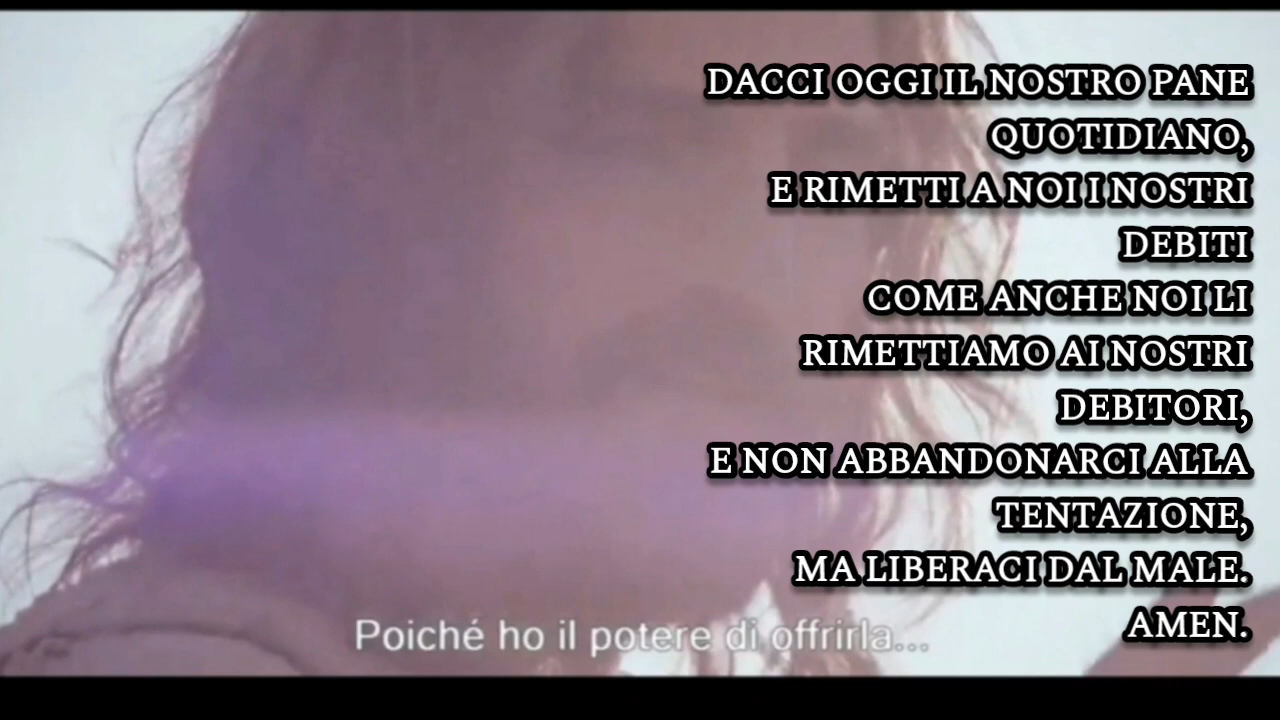 DACCI OGGI IL NOSTRO PANE
QUOTIDIANO,
E RIMETTI A NOI I NOSTRI
DEBITI
COME ANCHE NOI LI
RIMETTIAMO AI NOSTRI
DEBITORI,
E NON ABBANDONARCI ALLA
TENTAZIONE,
MA LIBERACI DAL MALE.
AMEN.
Poiché ho il potere di offrirla...